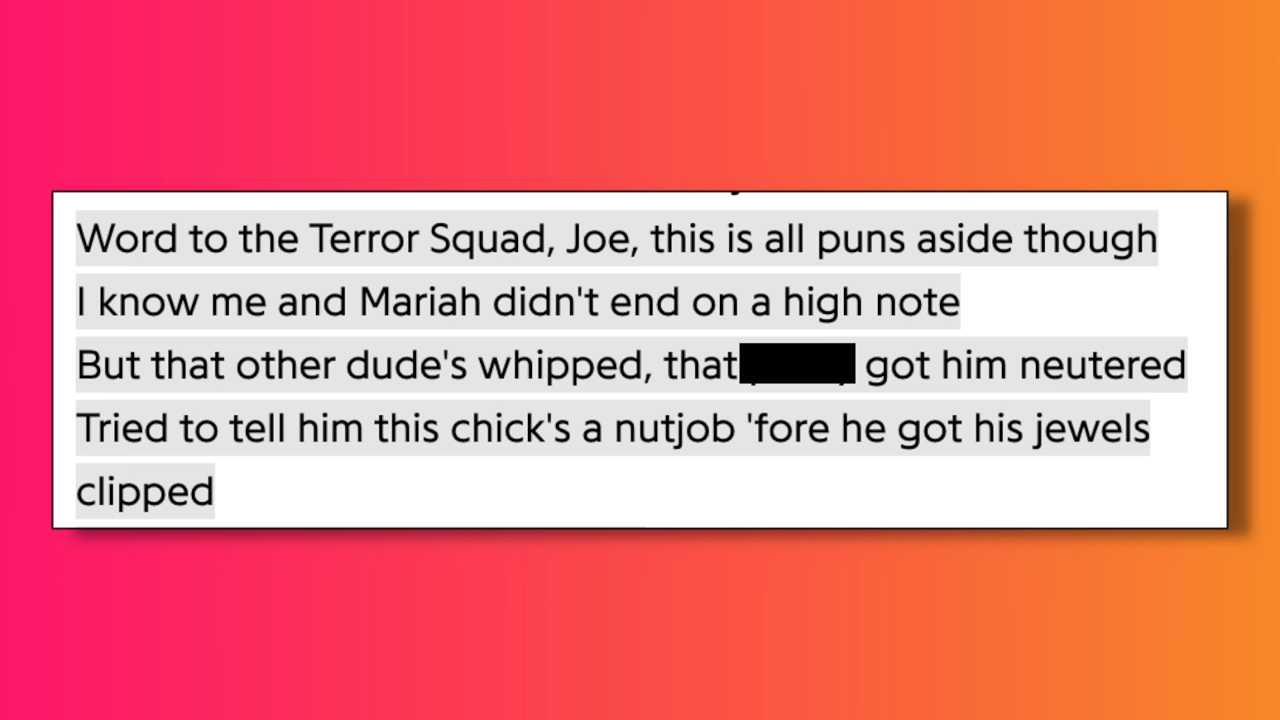 Word to the Terror Squad, Joe, this is all puns aside though
I know me and Mariah didn't end on a high note
But that other dude's whipped, that got him neutered
Tried to tell him this chick's a nutjob 'fore he got his jewels
clipped